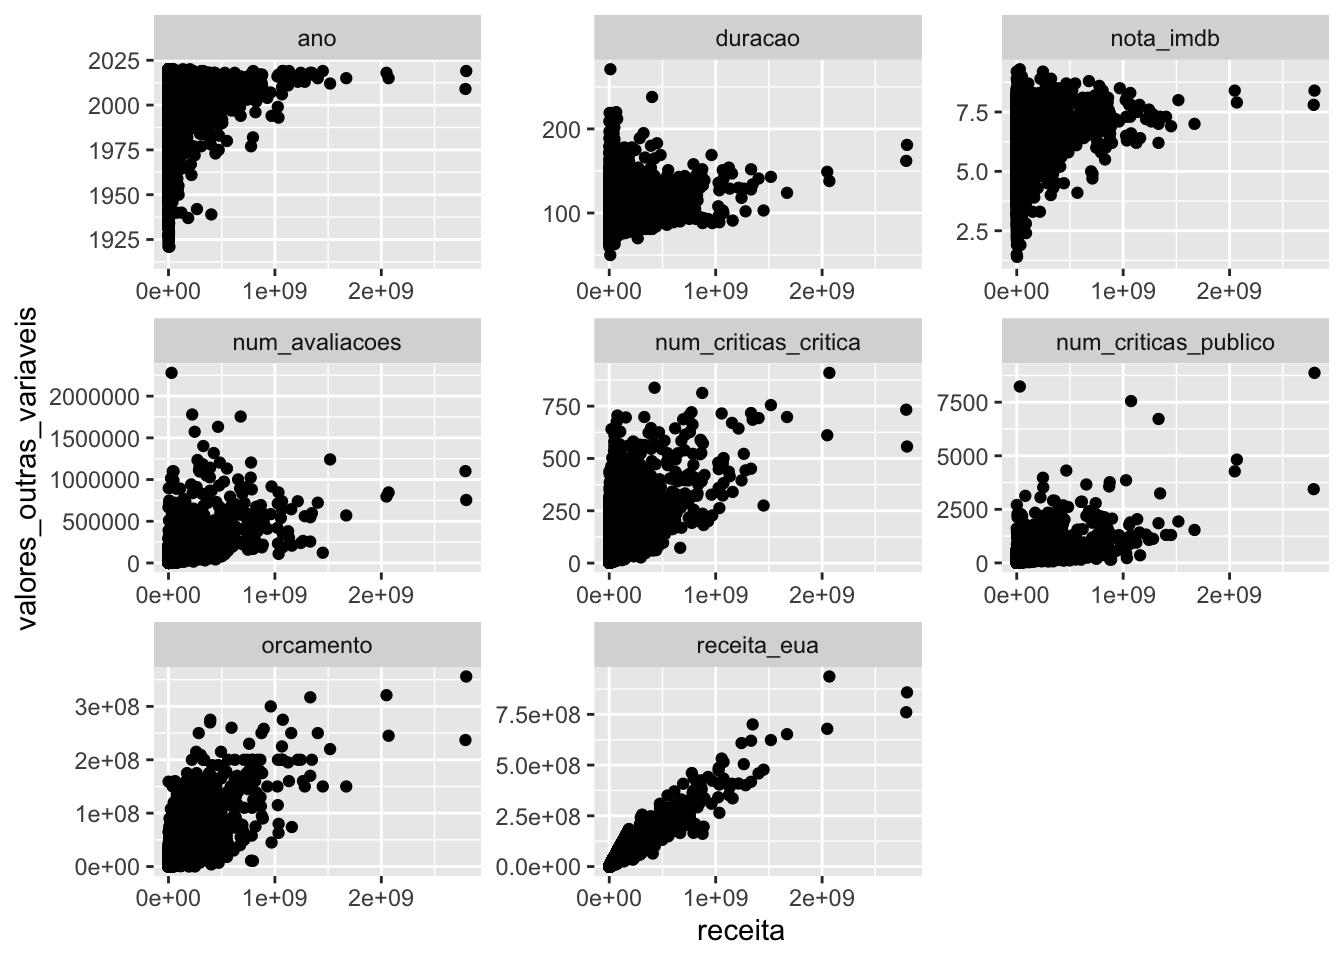 ano
duracao
nota_imdb
2025
2000
1975
1950
1925
200
100
7.5
5.0
2.5
0e+00 1e+09 2e+09
0e+00 1e+09 2e+09
0e+00 1e+09 2e+09
num_avaliacoes
num_criticas_critica
num_criticas_publico
2000000
1500000
1000000
500000
0
750
500
250
0
7500
5000
2500
0
0e+00 1e+09 2e+09
0e+00 1e+09 2e+09
0e+00 1e+09 2e+09
orcamento
receita_eua
3e+08
2e+08
1e+08
0e+00
7.5e+08
5.0e+08
2.5e+08
0.0e+00
0e+00 1e+09 2e+09
0e+00 1e+09 2e+09
valores_outras_variaveis
receita